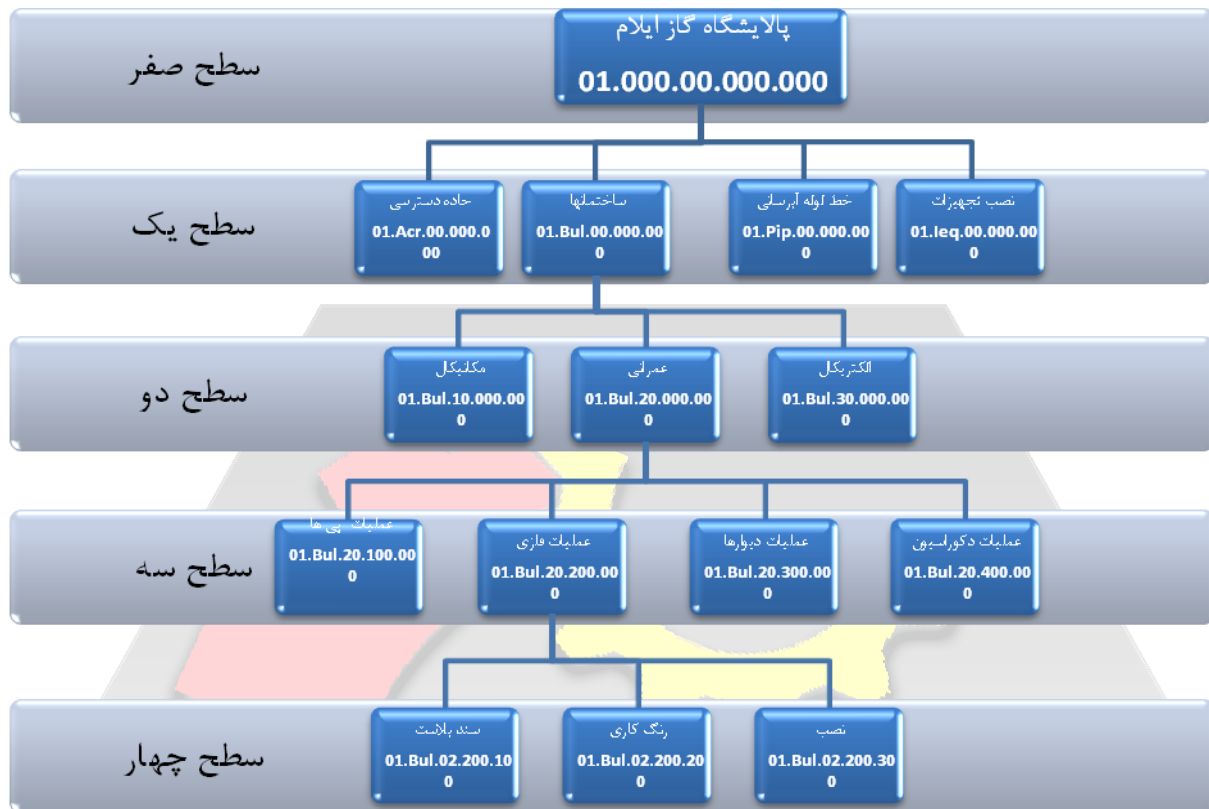 سطح صفر
پالایشگاه گاز ایلام
01.000.00.000.000
سطح یک
جاده دسترسی
01.Acr.00.000.0
00
ساختمانها
01.Bul.00.000.00
0
خط لوله آبرسانی
01.Pip.00.000.00
0
نصب تجهیزات
01.Ieq.00.000.00
0
سطح دو
مکانیکال
01.Bul.10.000.00
0
عمرانی
01.Bul.20.000.00
0
الکتریکال
01.Bul.30.000.00
0
سطح سه
عملیات پی ها
01.Bul.20.100.00
0
عملیات فلزی
01.Bul.20.200.00
0
عملیات دیوارها
01.Bul.20.300.00
0
عملیات دکوراسیون
01.Bul.20.400.00
0
سطح چهار
سند بلاست
01.Bul.02.200.10
0
رنگ کاری
01.Bul.02.200.20
0
نصب
01.Bul.02.200.30
0